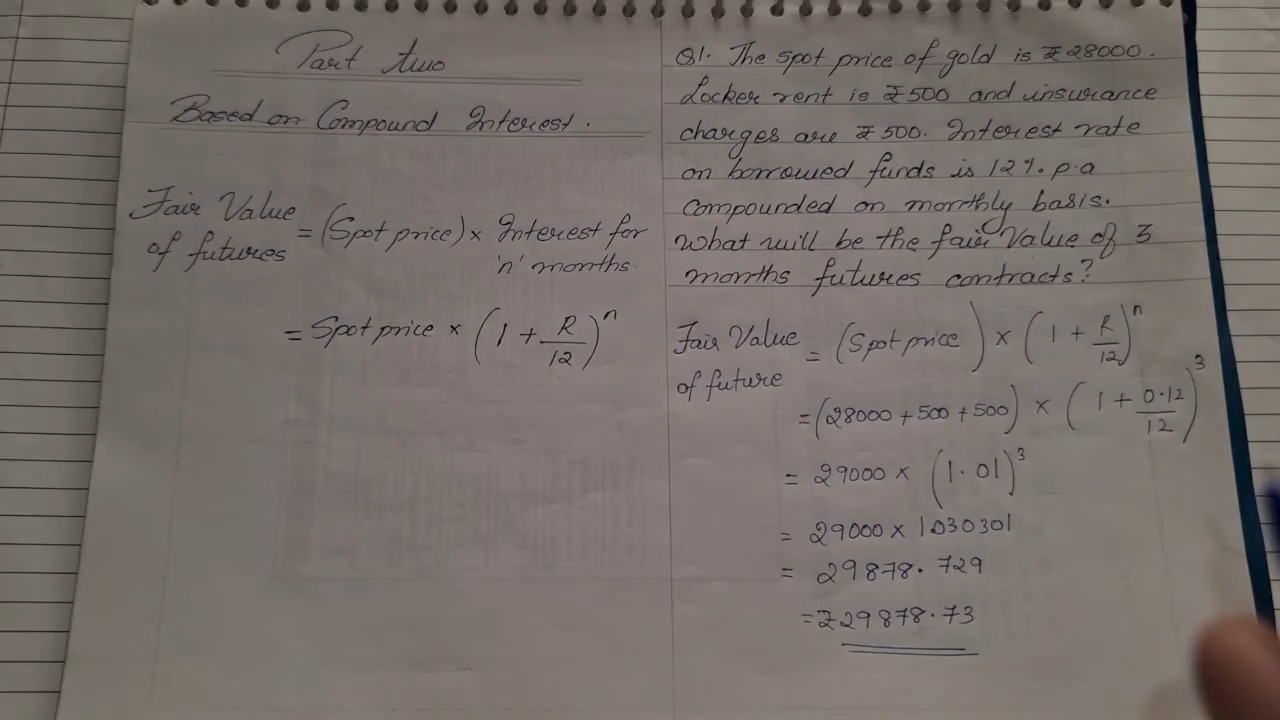 Part two
Based on Compound Interest.
Fair Value of futures = (Spot price) × Interest for 'n' months.
= Spot price × (1 + R/12)^n
Q1. The spot price of gold is ₹28000.
Locker rent is ₹500 and insurance
charges are ₹500. Interest rate
on borrowed funds is 12%. p.a
compounded on monthly basis.
What will be the fair Value of 3
months futures contracts?
Fair Value of future = (Spot price) × (1 + R/12)^n
= (28000 + 500 + 500) × (1 + 0.12/12)^3
= 29000 × (1.01)^3
= 29000 × 1.030301
= 29878.729
= ₹29878.73